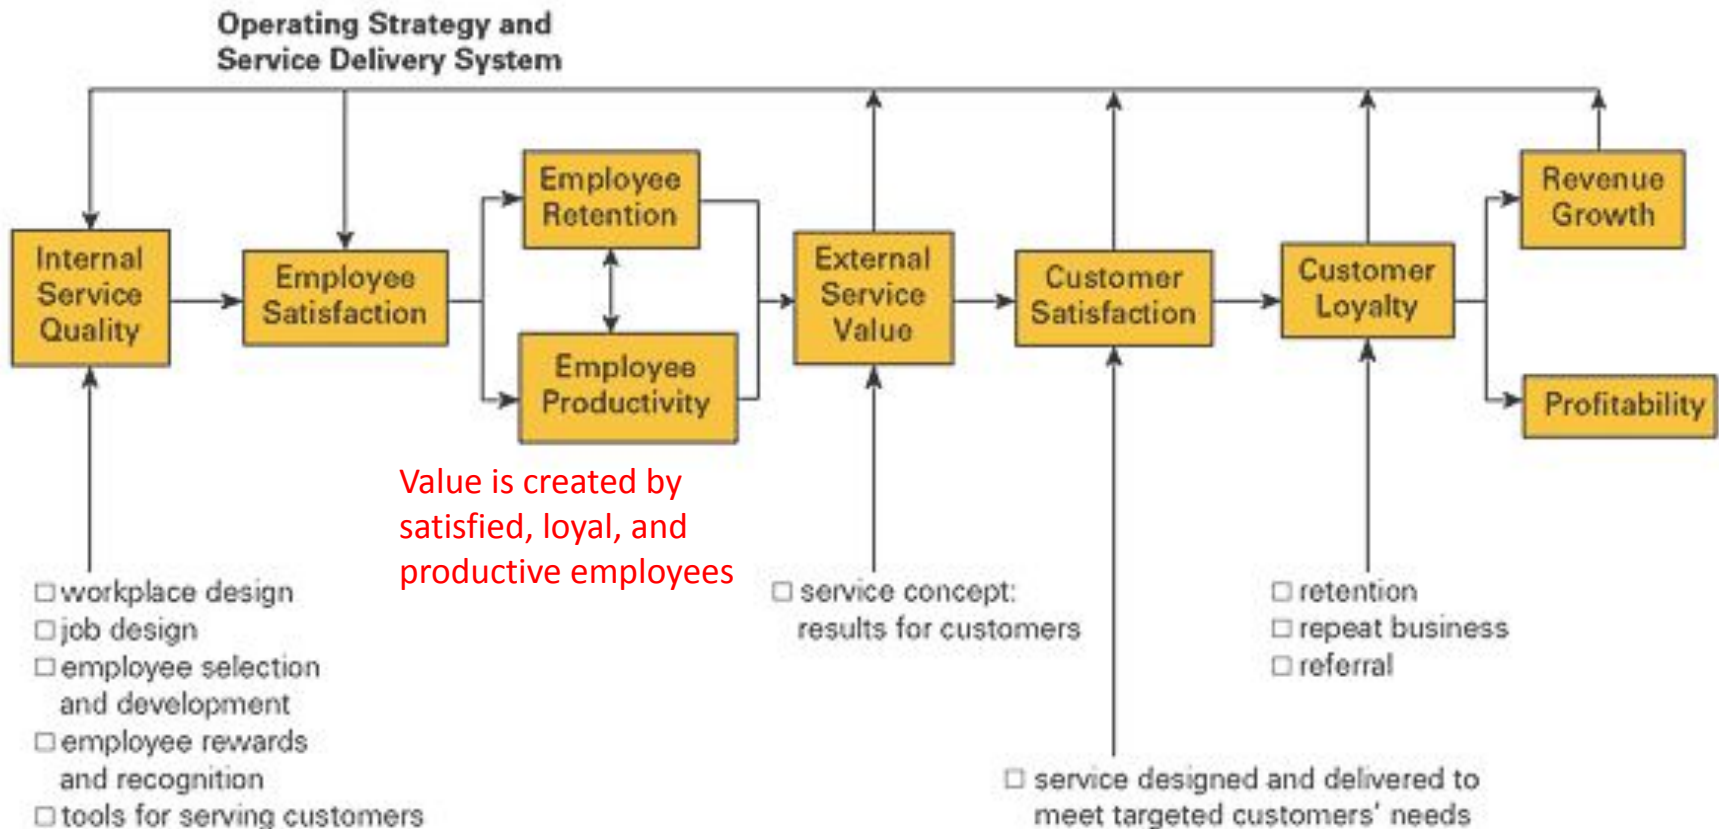 Operating Strategy and
Service Delivery System
Internal
Service
Quality
Employee
Satisfaction
Employee
Retention
Employee
Productivity
External
Service
Value
Customer
Satisfaction
Customer
Loyalty
Revenue
Growth
Profitability
Value is created by
satisfied, loyal, and
productive employees
□ workplace design
□ job design
□ employee selection
and development
□ employee rewards
and recognition
□ tools for serving customers
□ service concept:
results for customers
□ service designed and delivered to
meet targeted customers' needs
□ retention
□ repeat business
□ referral